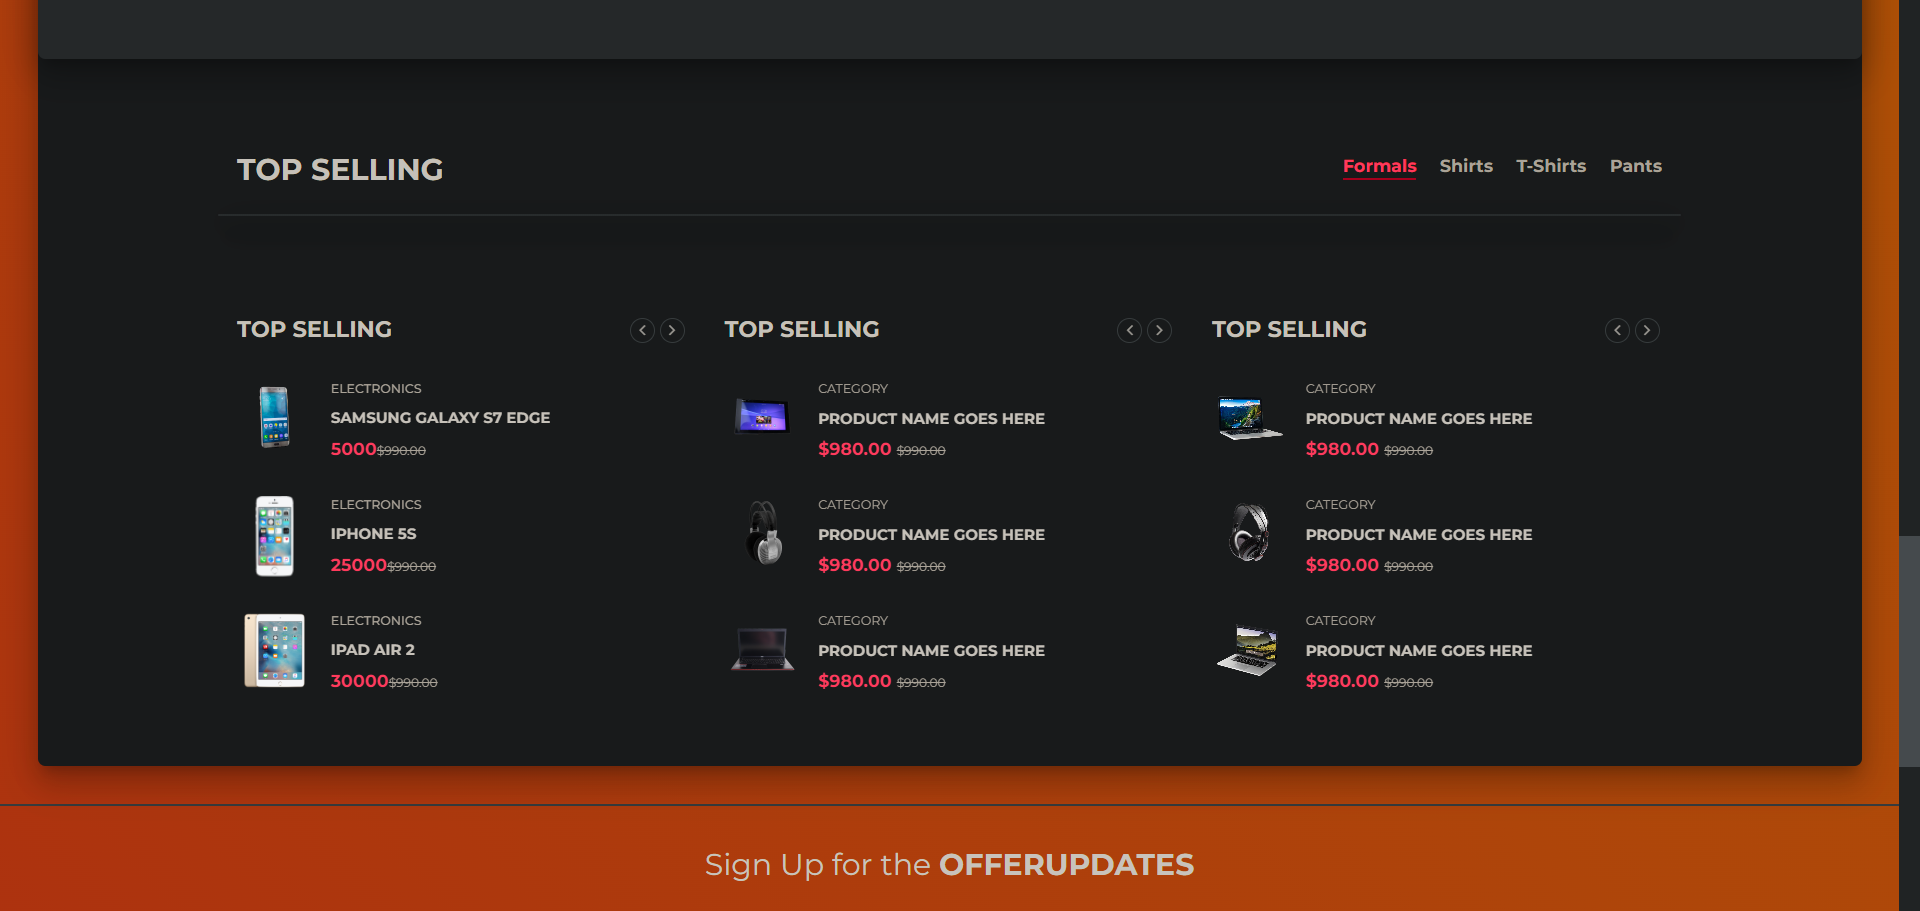 TOP SELLING
Formals Shirts T-Shirts Pants
TOP SELLING
ELECTRONICS
SAMSUNG GALAXY S7 EDGE
5000$990.00
ELECTRONICS
IPHONE 5S
25000$990.00
ELECTRONICS
IPAD AIR 2
30000$990.00
TOP SELLING
CATEGORY
PRODUCT NAME GOES HERE
$980.00 $990.00
CATEGORY
PRODUCT NAME GOES HERE
$980.00 $990.00
CATEGORY
PRODUCT NAME GOES HERE
$980.00 $990.00
TOP SELLING
CATEGORY
PRODUCT NAME GOES HERE
$980.00 $990.00
CATEGORY
PRODUCT NAME GOES HERE
$980.00 $990.00
CATEGORY
PRODUCT NAME GOES HERE
$980.00 $990.00
Sign Up for the OFFERUPDATES